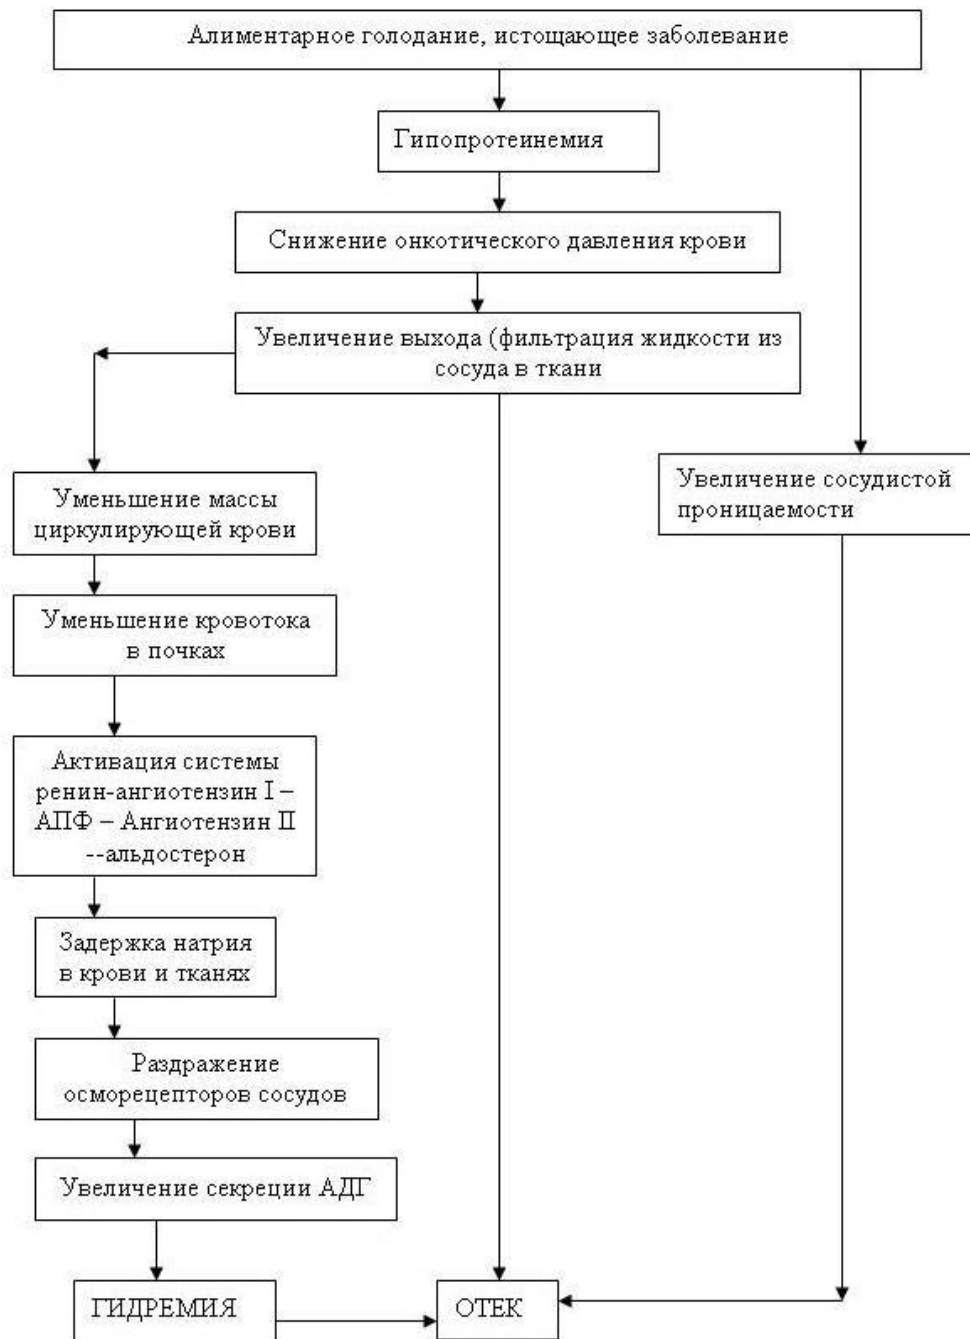 Алиментарное голодание, истощающее заболевание
Гипопротеинемия
Снижение онкотического давления крови
Увеличение выхода (фильтрация жидкости из
сосуда в ткани
Увеличение сосудистой
проницаемости
Уменьшение массы
циркулирующей крови
Уменьшение кровотока
в почках
Активация системы
ренин-ангиотензин I –
АПФ – Ангиотензин II
--альдостерон
Задержка натрия
в крови и тканях
Раздражение
осморецепторов сосудов
Увеличение секреции АДГ
ГИДРЕМИЯ
ОТЕК